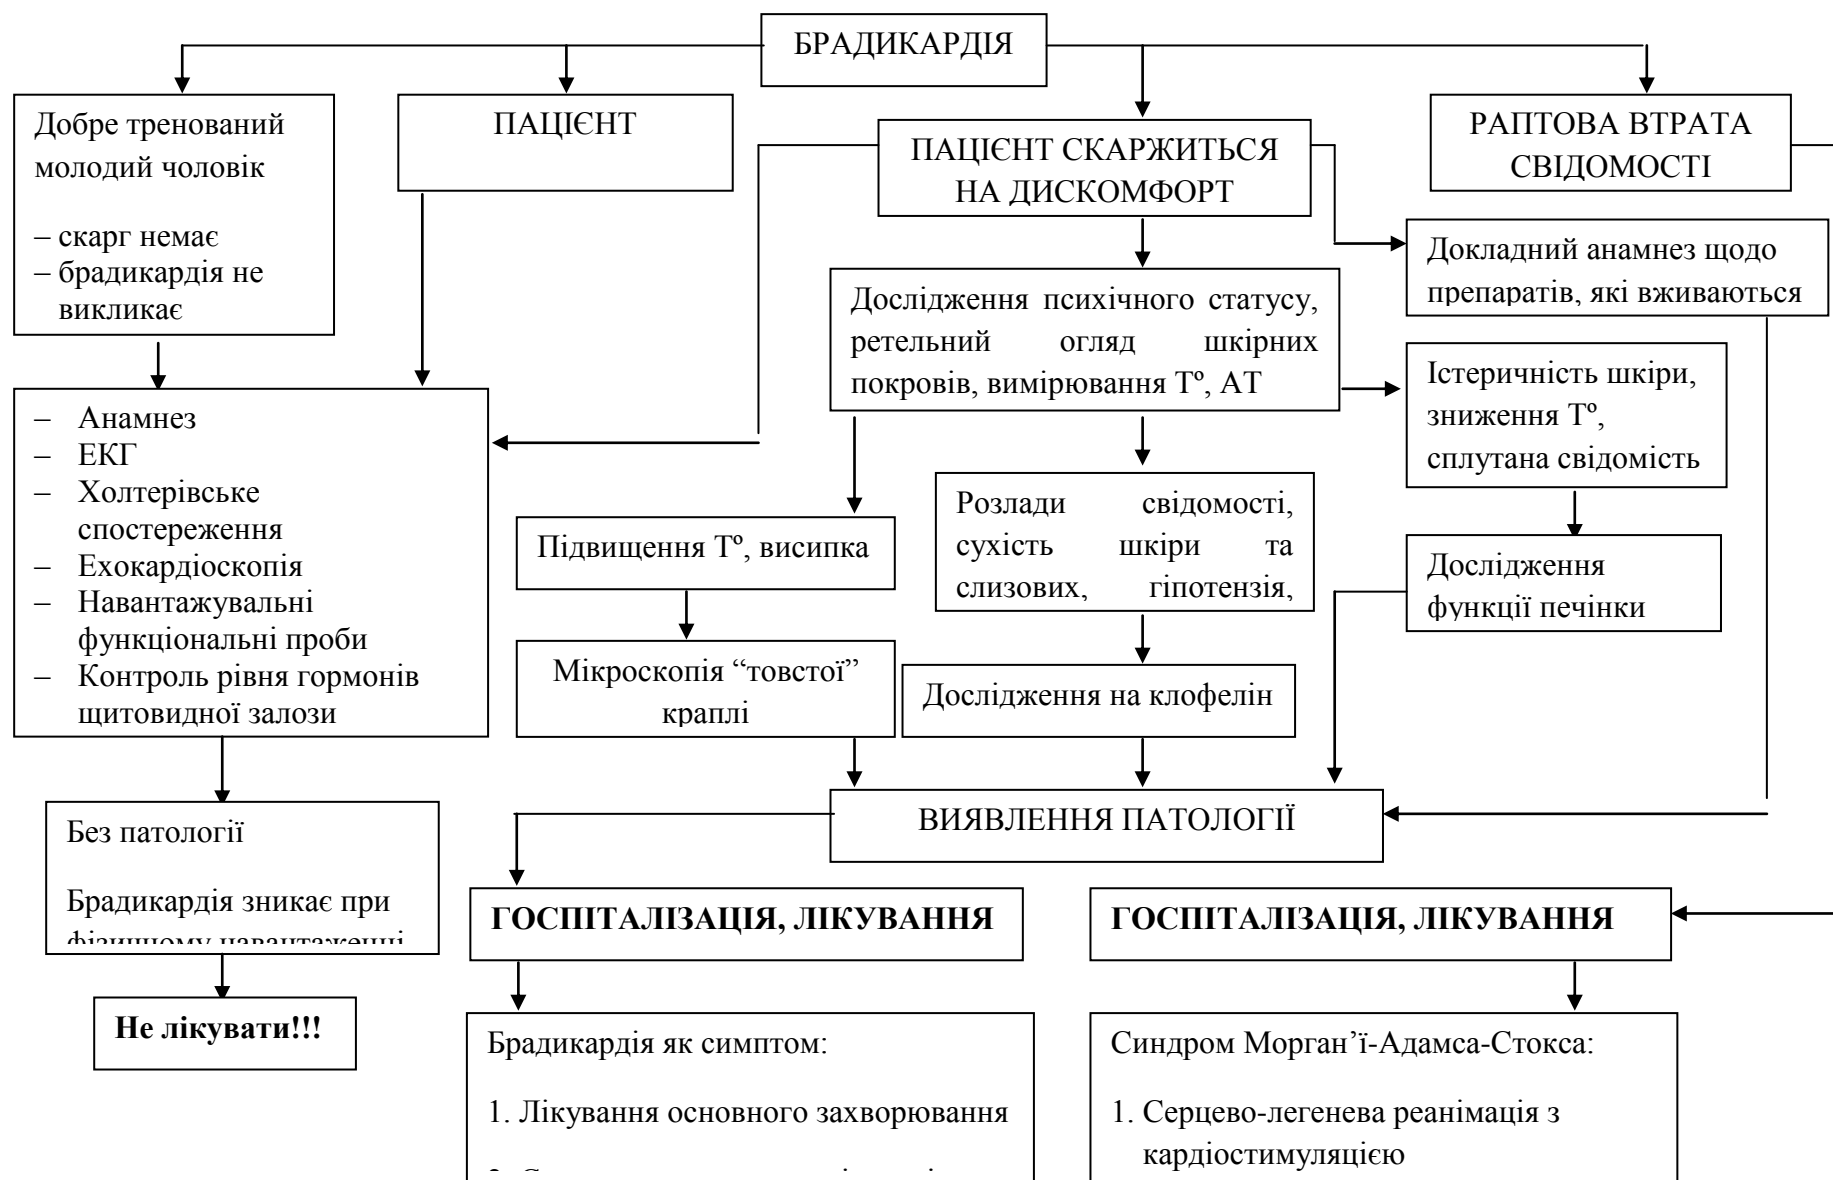 БРАДИКАРДІЯ
Добре тренований
молодий чоловік
– скарг немає
– брадикардія не
викликає
ПАЦІЄНТ
ПАЦІЄНТ СКАРЖИТЬСЯ
НА ДИСКОМФОРТ
РАПТОВА ВТРАТА
СВІДОМОСТІ
Докладний анамнез щодо
препаратів, які вживаються
Дослідження психічного статусу,
ретельний огляд шкірних
покровів, вимірювання Tº, АТ
Істеричність шкіри,
зниження Tº,
сплутана свідомість
– Анамнез
– ЕКГ
– Холтерівське
спостереження
– Ехокардіоскопія
– Навантажувальні
функціональні проби
– Контроль рівня гормонів
щитовидної залози
Підвищення Tº, висипка
Розлади свідомості,
сухість шкіри та
слизових, гіпотензія,
Дослідження
функції печінки
Мікроскопія “товстої”
краплі
Дослідження на клофелін
Без патології
Брадикардія зникає при
фізичному навантаженні
ВИЯВЛЕННЯ ПАТОЛОГІЇ
ГОСПІТАЛІЗАЦІЯ, ЛІКУВАННЯ
ГОСПІТАЛІЗАЦІЯ, ЛІКУВАННЯ
Не лікувати!!!
Брадикардія як симптом:
1. Лікування основного захворювання
Синдром Морган’ї-Адамса-Стокса:
1. Серцево-легенева реанімація з
кардіостимуляцією